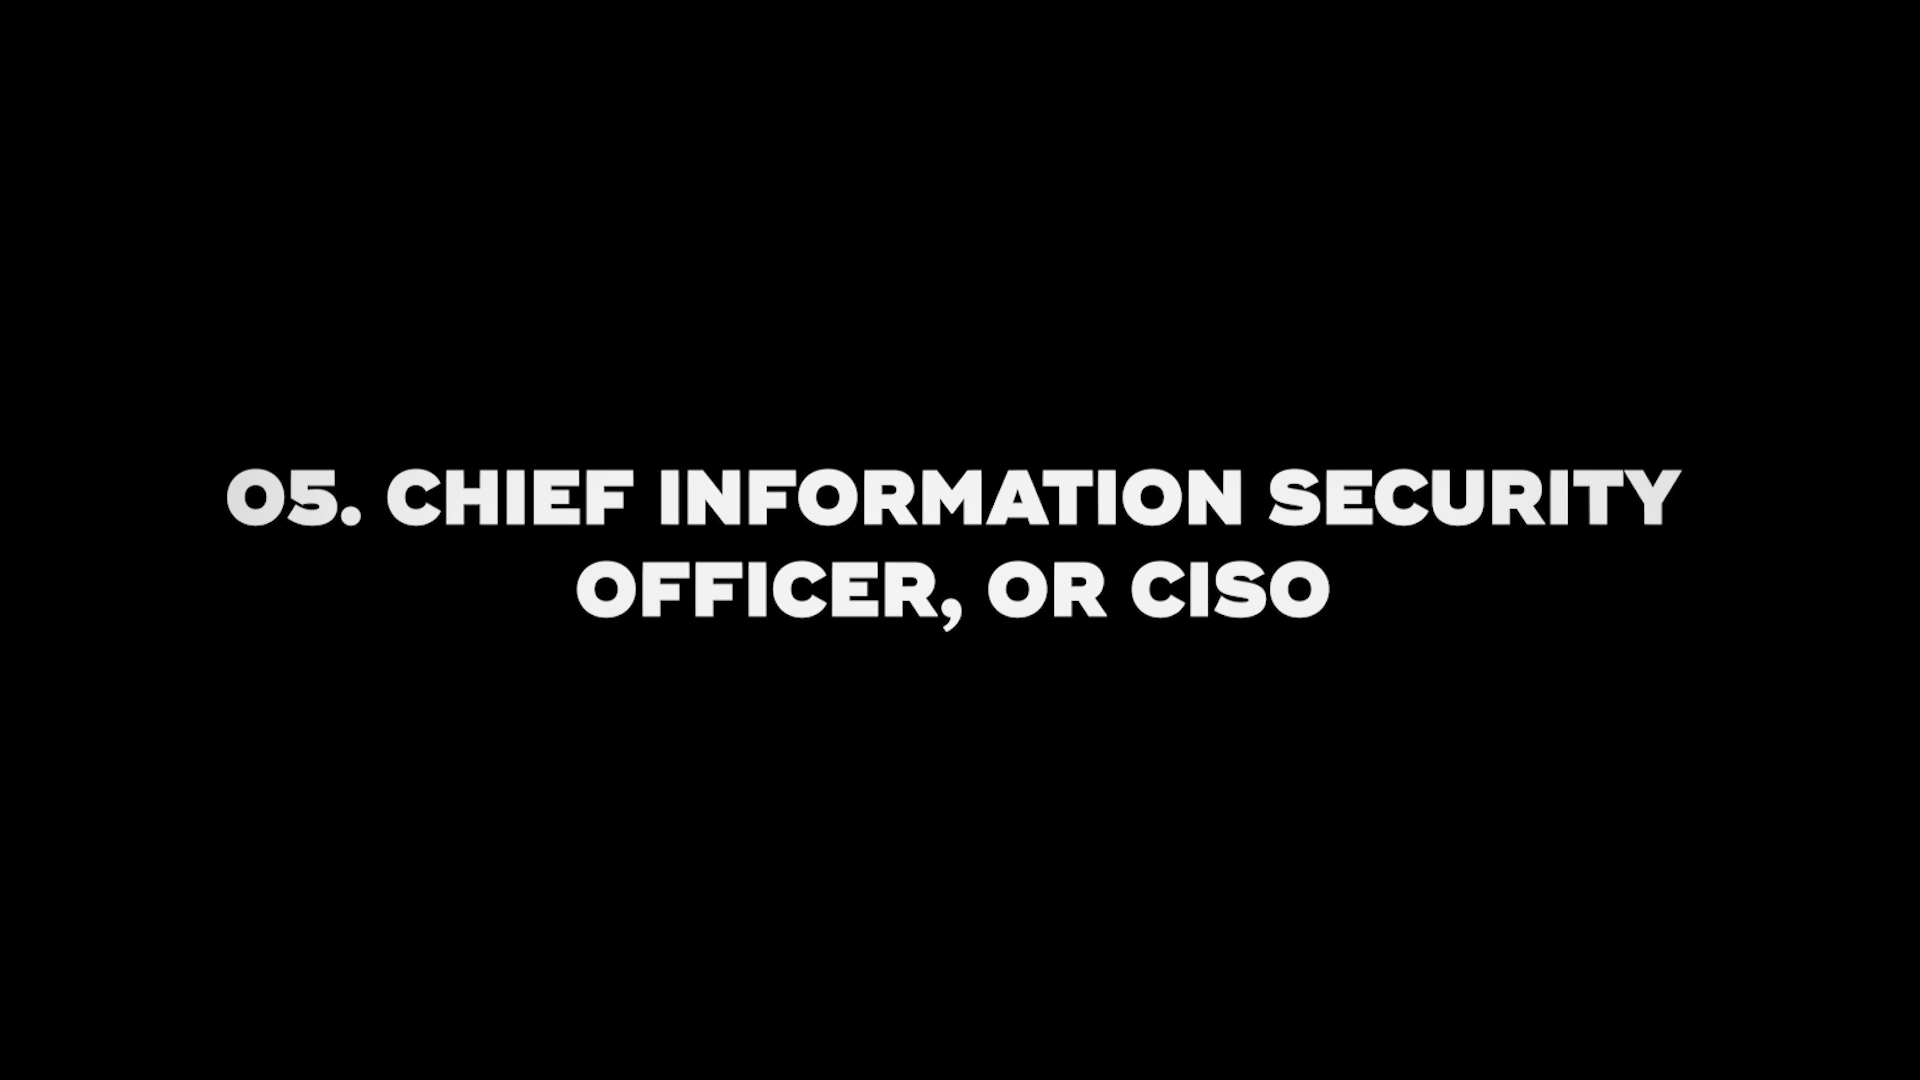 05. CHIEF INFORMATION SECURITY
OFFICER, OR CISO